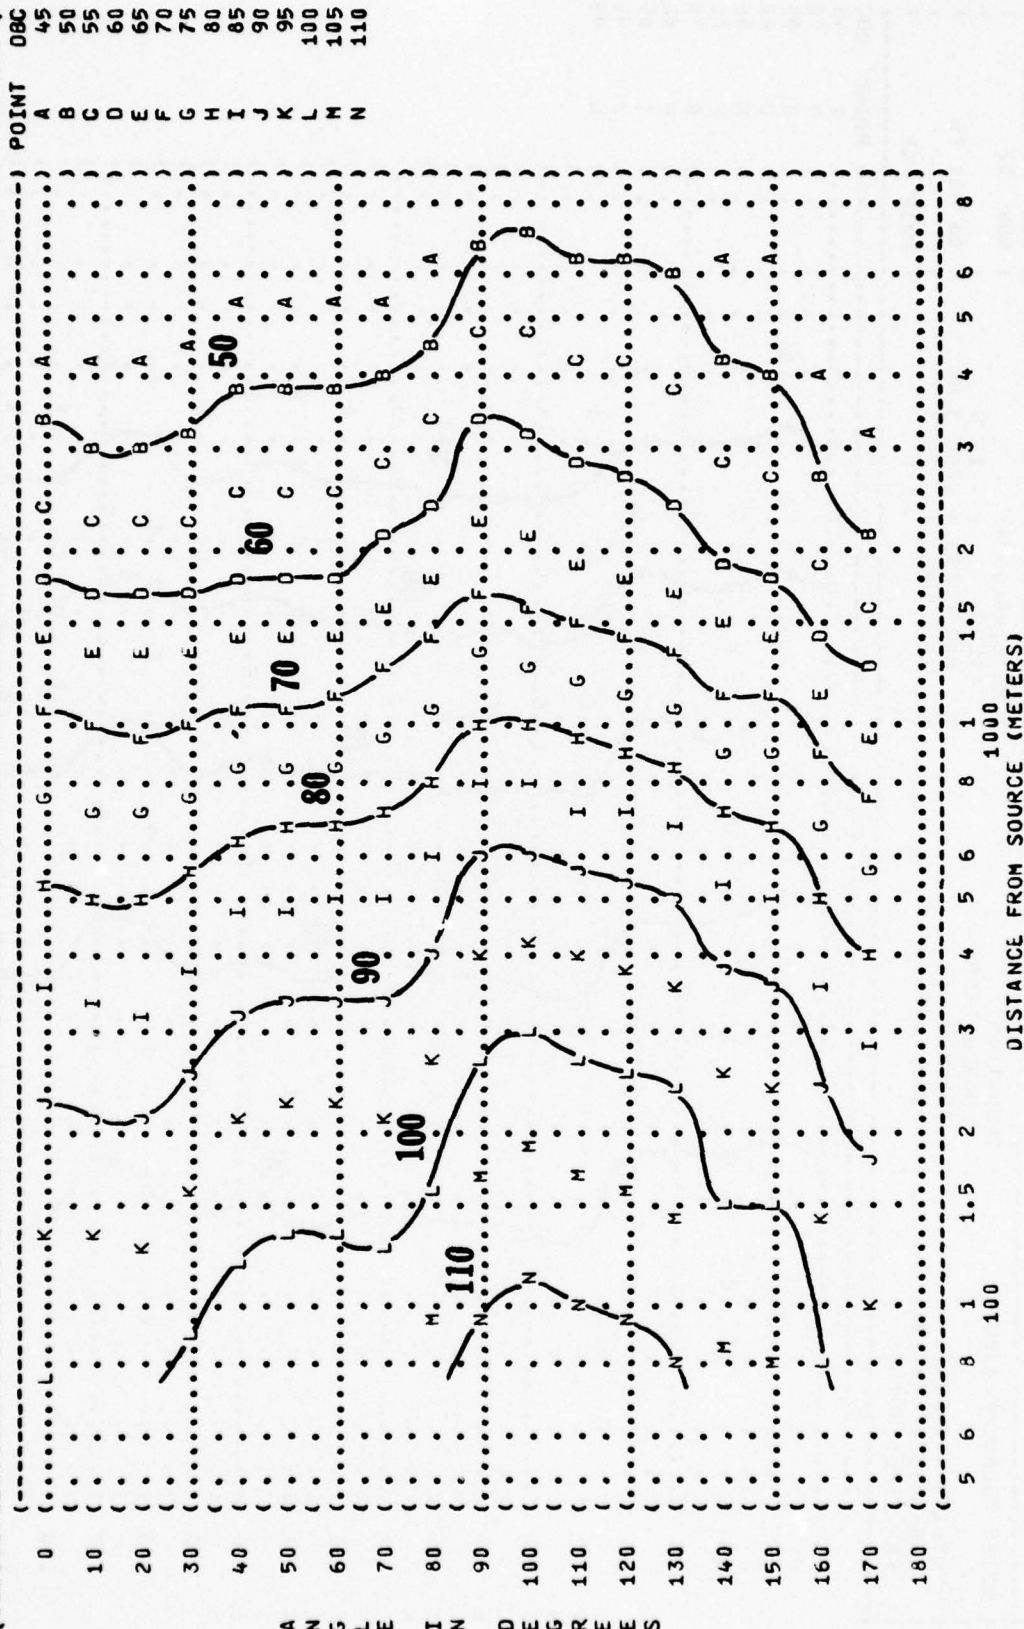 POINT DBC
A 45
B 50
C 55
D 60
E 65
F 70
G 75
H 80
I 85
J 90
K 95
L 100
M 105
N 110
ANGLE IN DEGREES
0 L K J I H G F E D C B A
10 K J I H G F E D C B A
20 K J I H G F E D C B A
30 L K J I H G F E D C B A
50
40 L K J I H G F E D C B A
60
50 L K J I H G F E D C B A
70
80
60 L K J I H G F E D C B A
90
70 L K J I H G F E D C B A
100
80 M L K J I H G F E D C B A
110
90 N M L K J I H G F E D C B
100 N M L K J I H G F E D C B
110 N M L K J I H G F E D C B
120 N M L K J I H G F E D C B
130 N M L K J I H G F E D C B
140 M L K J I H G F E D C B A
150 M L K J I H G F E D C B A
160 L K J I H G F E D C B A
170 K J I H G F E D C B A
180
5 6 8 1 1.5 2 3 4 5 6 8 1 1.5 2 3 4 5 6 8
100 1000
DISTANCE FROM SOURCE (METERS)